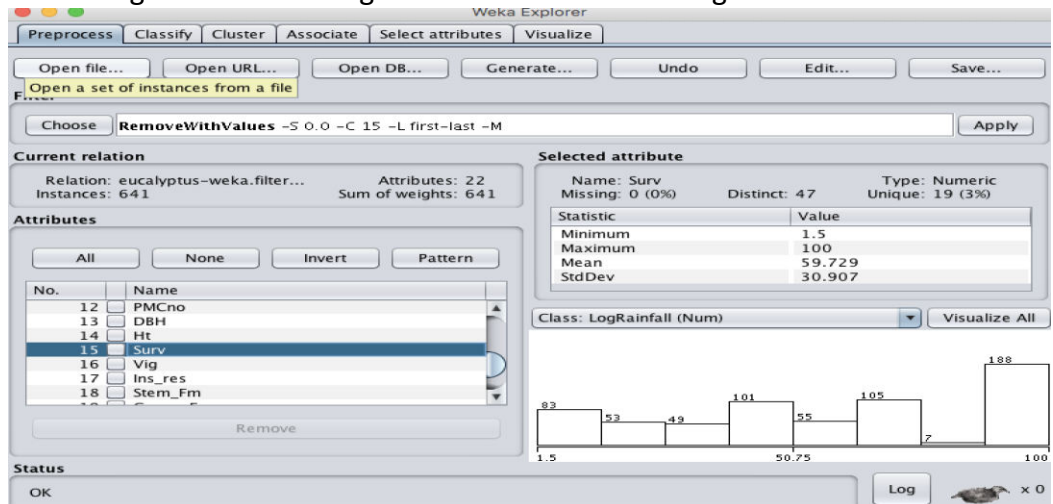 Weka Explorer
Preprocess Classify Cluster Associate Select attributes Visualize
Open file... Open URL... Open DB... Generate... Undo Edit... Save...
Open a set of instances from a file
Choose RemoveWithValues -S 0.0 -C 15 -L first-last -M Apply
Current relation
Relation: eucalyptus-weka.filter... Attributes: 22
Instances: 641 Sum of weights: 641
Selected attribute
Name: Surv Type: Numeric
Missing: 0 (0%) Distinct: 47 Unique: 19 (3%)
Statistic Value
Minimum 1.5
Maximum 100
Mean 59.729
StdDev 30.907
Attributes
All None Invert Pattern
No. Name
12 PMCno
13 DBH
14 Ht
15 Surv
16 Vig
17 Ins_res
18 Stem_Fm
Remove
Class: LogRainfall (Num) Visualize All
83 53 49 101 55 105 7 188
1.5 50.75 100
Status
OK Log x 0